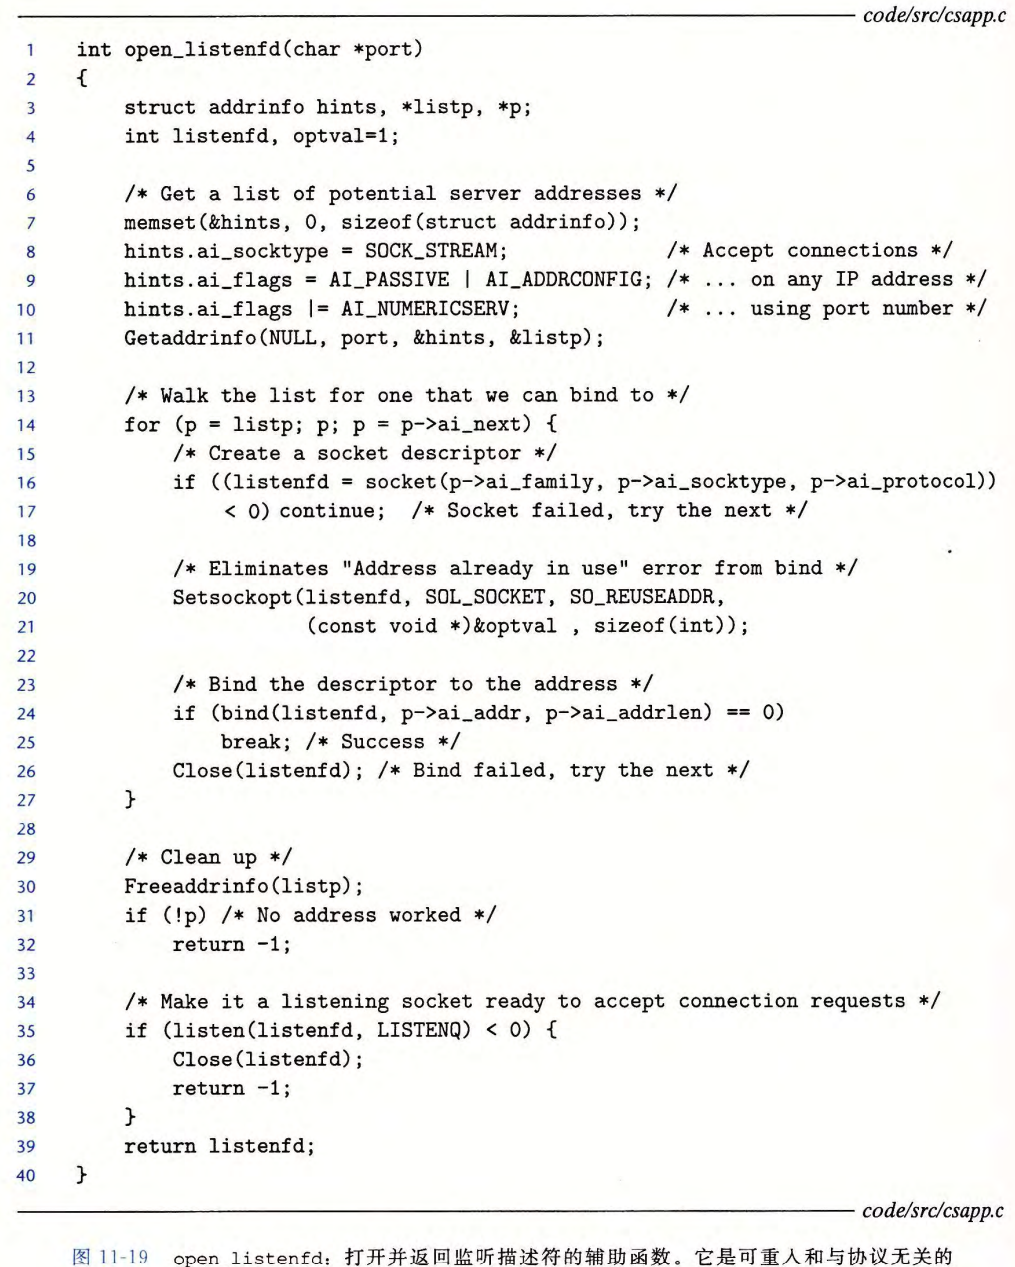 code/src/csapp.c
1 int open_listenfd(char *port)
2 {
3     struct addrinfo hints, *listp, *p;
4     int listenfd, optval=1;
5
6     /* Get a list of potential server addresses */
7     memset(&hints, 0, sizeof(struct addrinfo));
8     hints.ai_socktype = SOCK_STREAM;             /* Accept connections */
9     hints.ai_flags = AI_PASSIVE | AI_ADDRCONFIG; /* ... on any IP address */
10     hints.ai_flags |= AI_NUMERICSERV;            /* ... using port number */
11     Getaddrinfo(NULL, port, &hints, &listp);
12
13     /* Walk the list for one that we can bind to */
14     for (p = listp; p; p = p->ai_next) {
15         /* Create a socket descriptor */
16         if ((listenfd = socket(p->ai_family, p->ai_socktype, p->ai_protocol))
17             < 0) continue;  /* Socket failed, try the next */
18
19         /* Eliminates "Address already in use" error from bind */
20         Setsockopt(listenfd, SOL_SOCKET, SO_REUSEADDR,
21                    (const void *)&optval , sizeof(int));
22
23         /* Bind the descriptor to the address */
24         if (bind(listenfd, p->ai_addr, p->ai_addrlen) == 0)
25             break; /* Success */
26         Close(listenfd); /* Bind failed, try the next */
27     }
28
29     /* Clean up */
30     Freeaddrinfo(listp);
31     if (!p) /* No address worked */
32         return -1;
33
34     /* Make it a listening socket ready to accept connection requests */
35     if (listen(listenfd, LISTENQ) < 0) {
36         Close(listenfd);
37         return -1;
38     }
39     return listenfd;
40 }
code/src/csapp.c
图 11-19 open listenfd：打开并返回监听描述符的辅助函数。它是可重人和与协议无关的